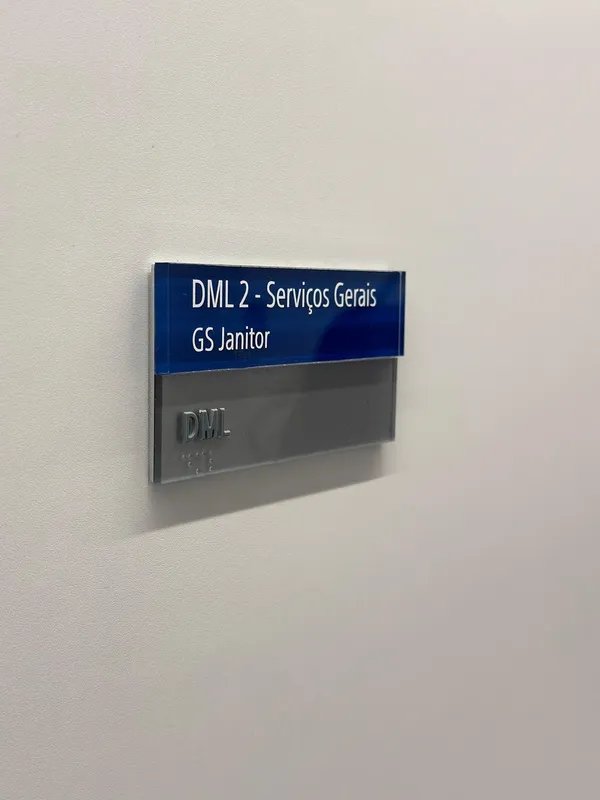 DML 2 - Serviços Gerais
GS Janitor
DML